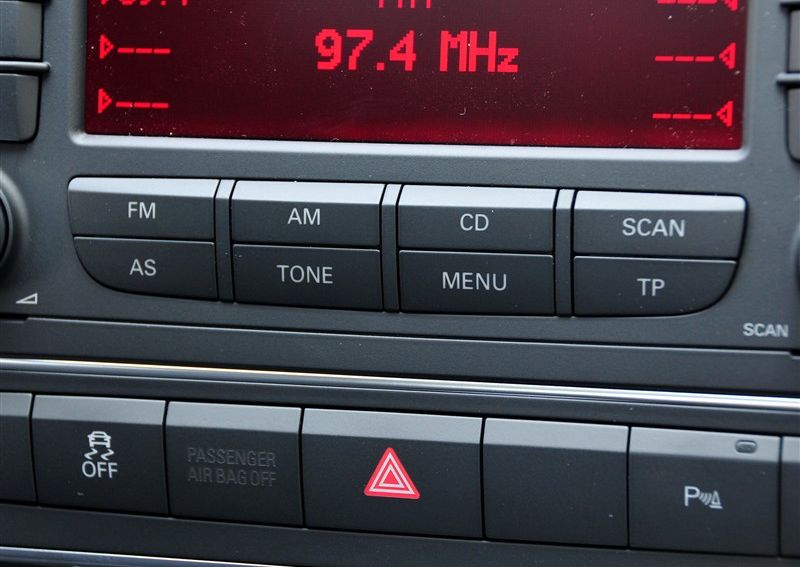 97.4 MHz
FM
AM
CD
SCAN
AS
TONE
MENU
TP
SCAN
OFF
PASSENGER
AIR BAG OFF
P